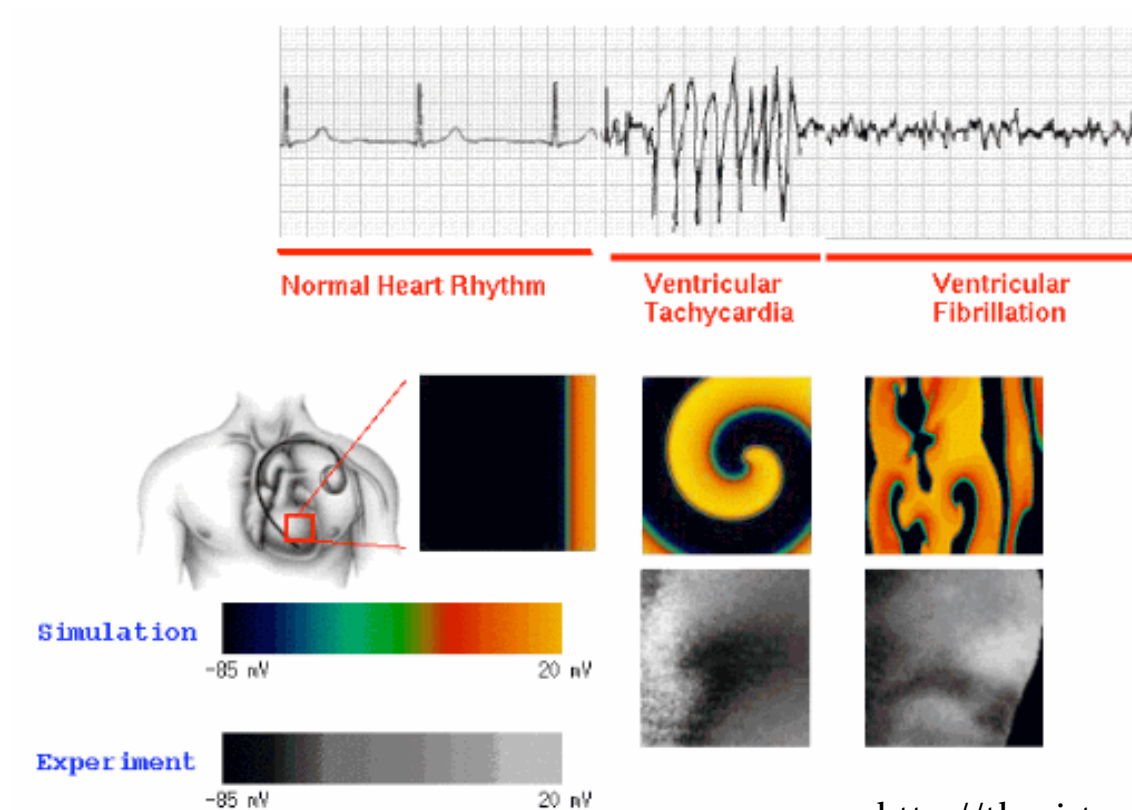 Normal Heart Rhythm
Ventricular
Tachycardia
Ventricular
Fibrillation
Simulation
-85 mV
20 mV
Experiment
-85 mV
20 mV